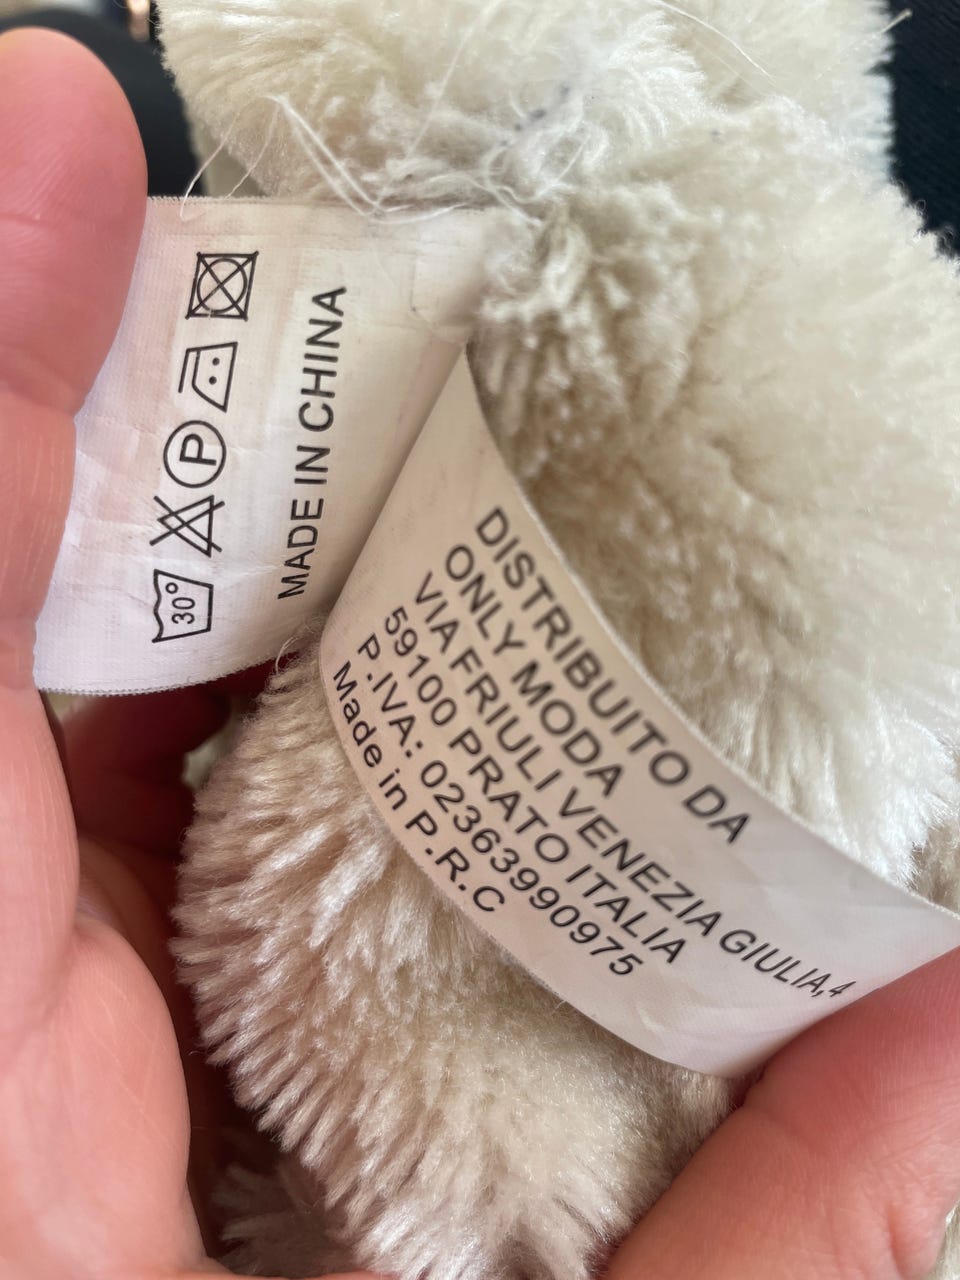 30°
P
MADE IN CHINA
DISTRIBUITO DA
ONLY MODA
VIA FRIULI VENEZIA GIULIA,4
59100 PRATO ITALIA
P.IVA: 02363990975
Made in P.R.C